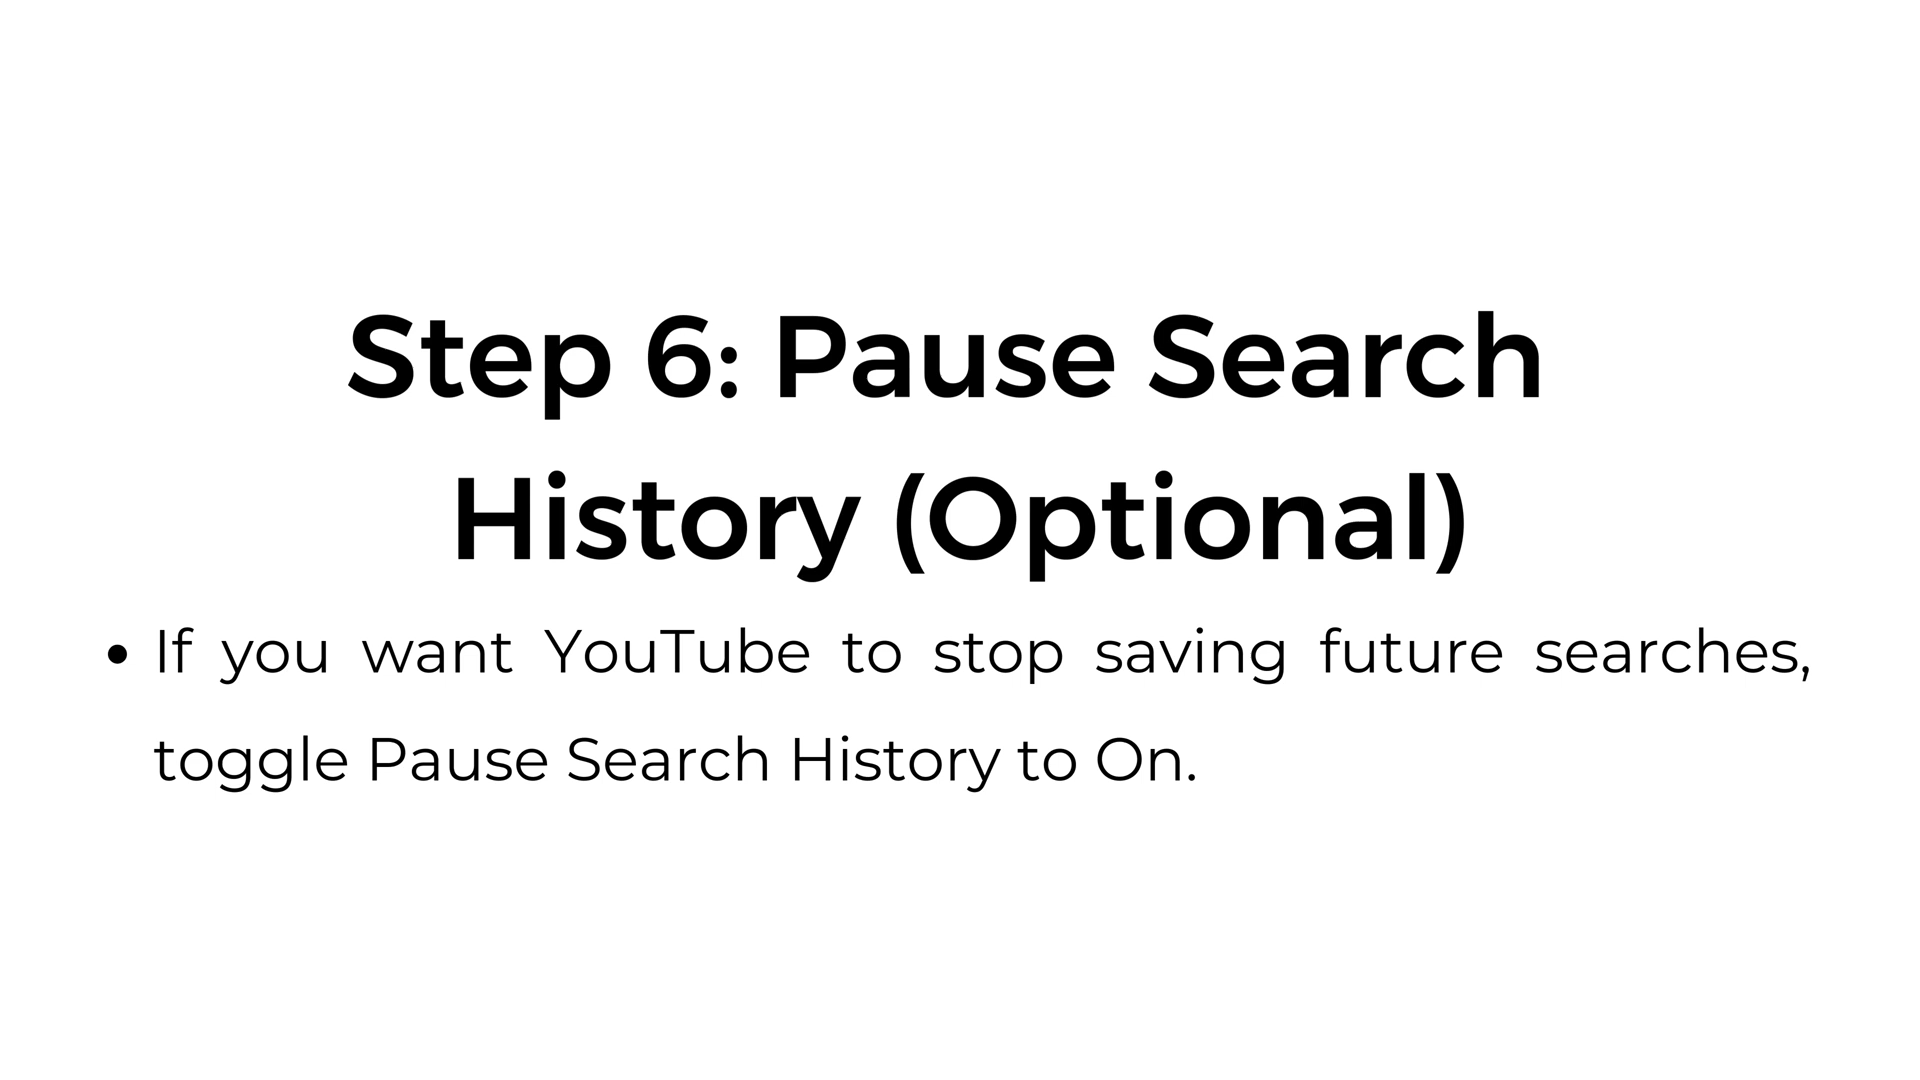 Step 6: Pause Search
History (Optional)
• If you want YouTube to stop saving future searches,
toggle Pause Search History to On.